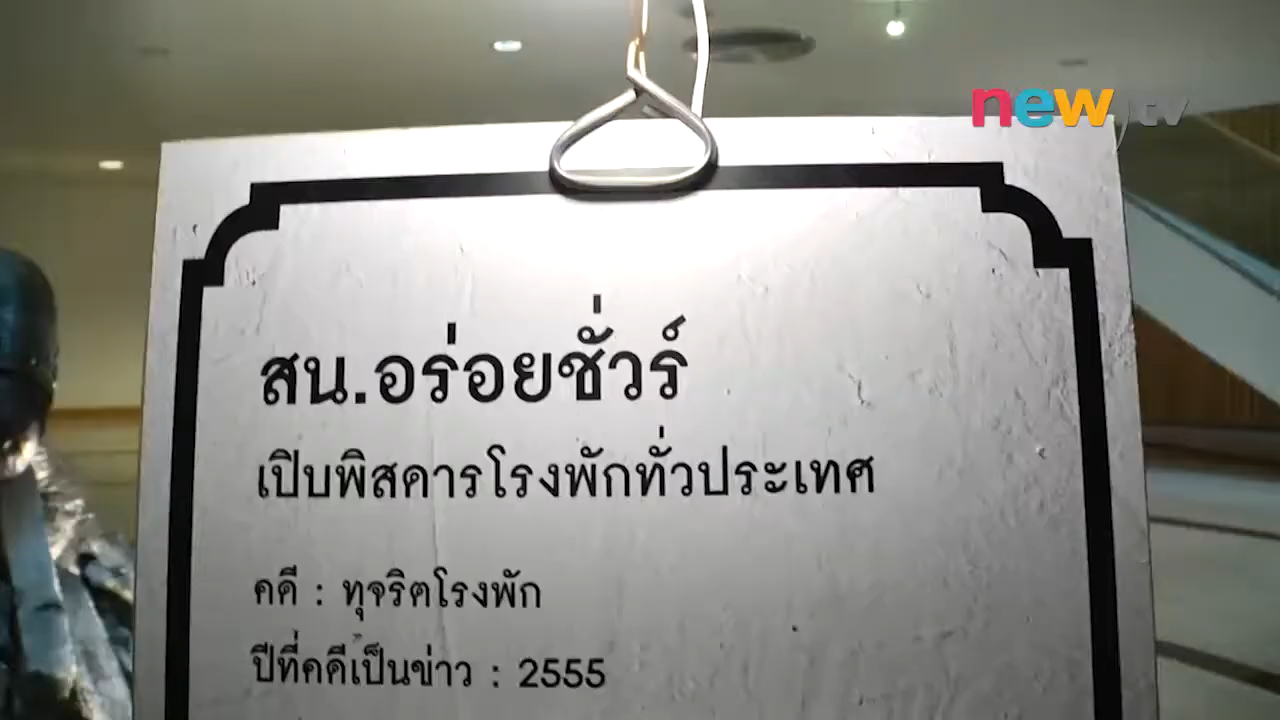 new)tv
สน.อร่อยชั่วร์
เปิบพิสดารโรงพักทั่วประเทศ
คดี : ทุจริตโรงพัก
ปีที่คดีเป็นข่าว : 2555